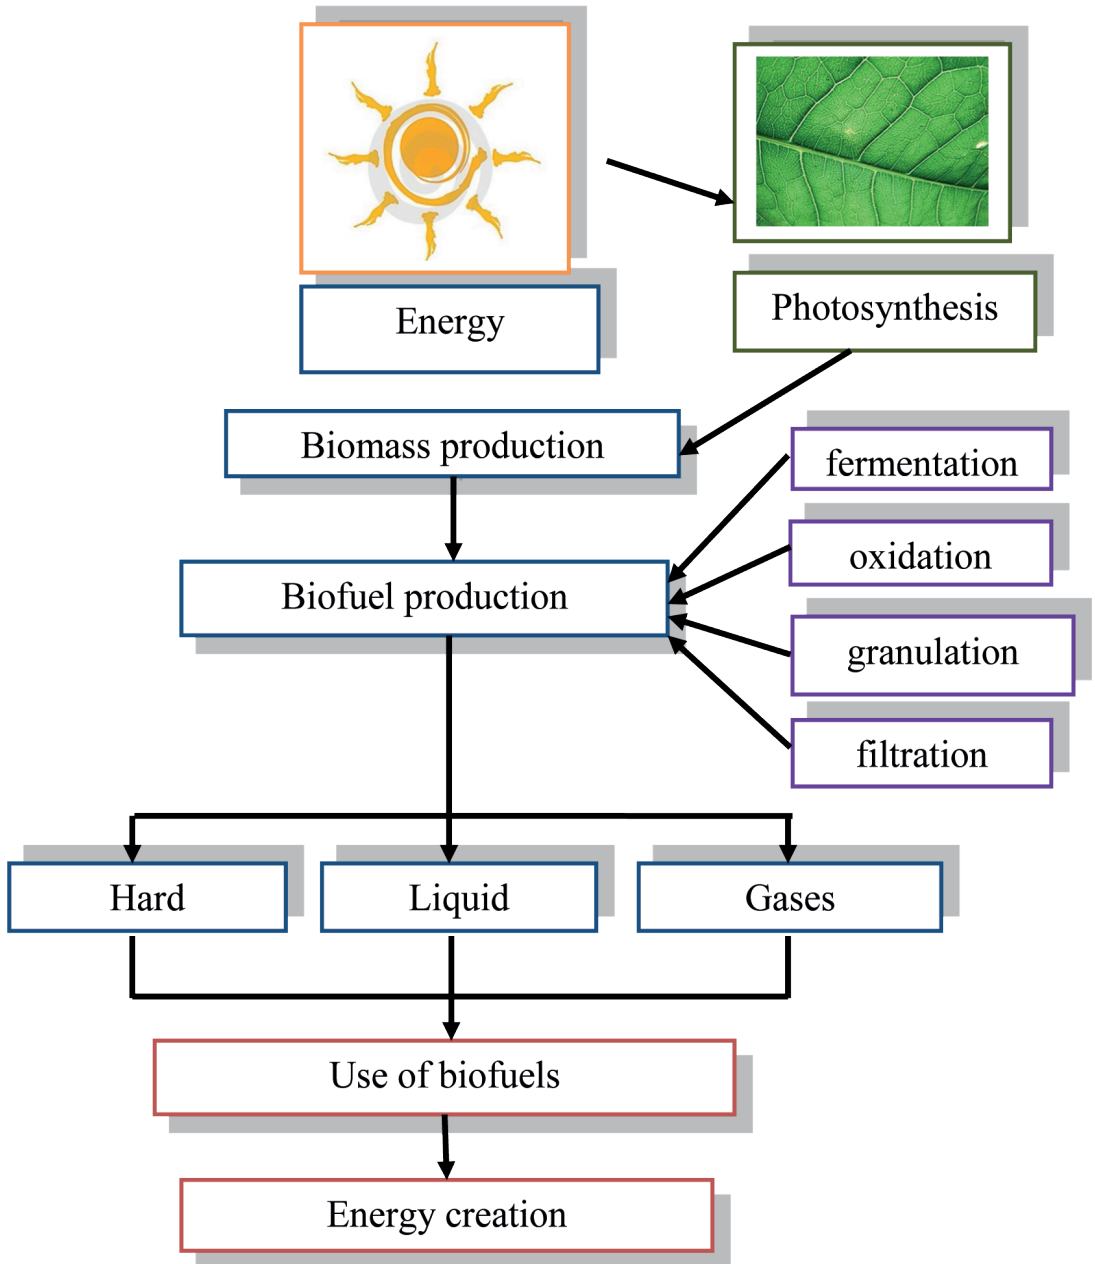 Energy
Photosynthesis
Biomass production
fermentation
oxidation
Biofuel production
granulation
filtration
Hard
Liquid
Gases
Use of biofuels
Energy creation